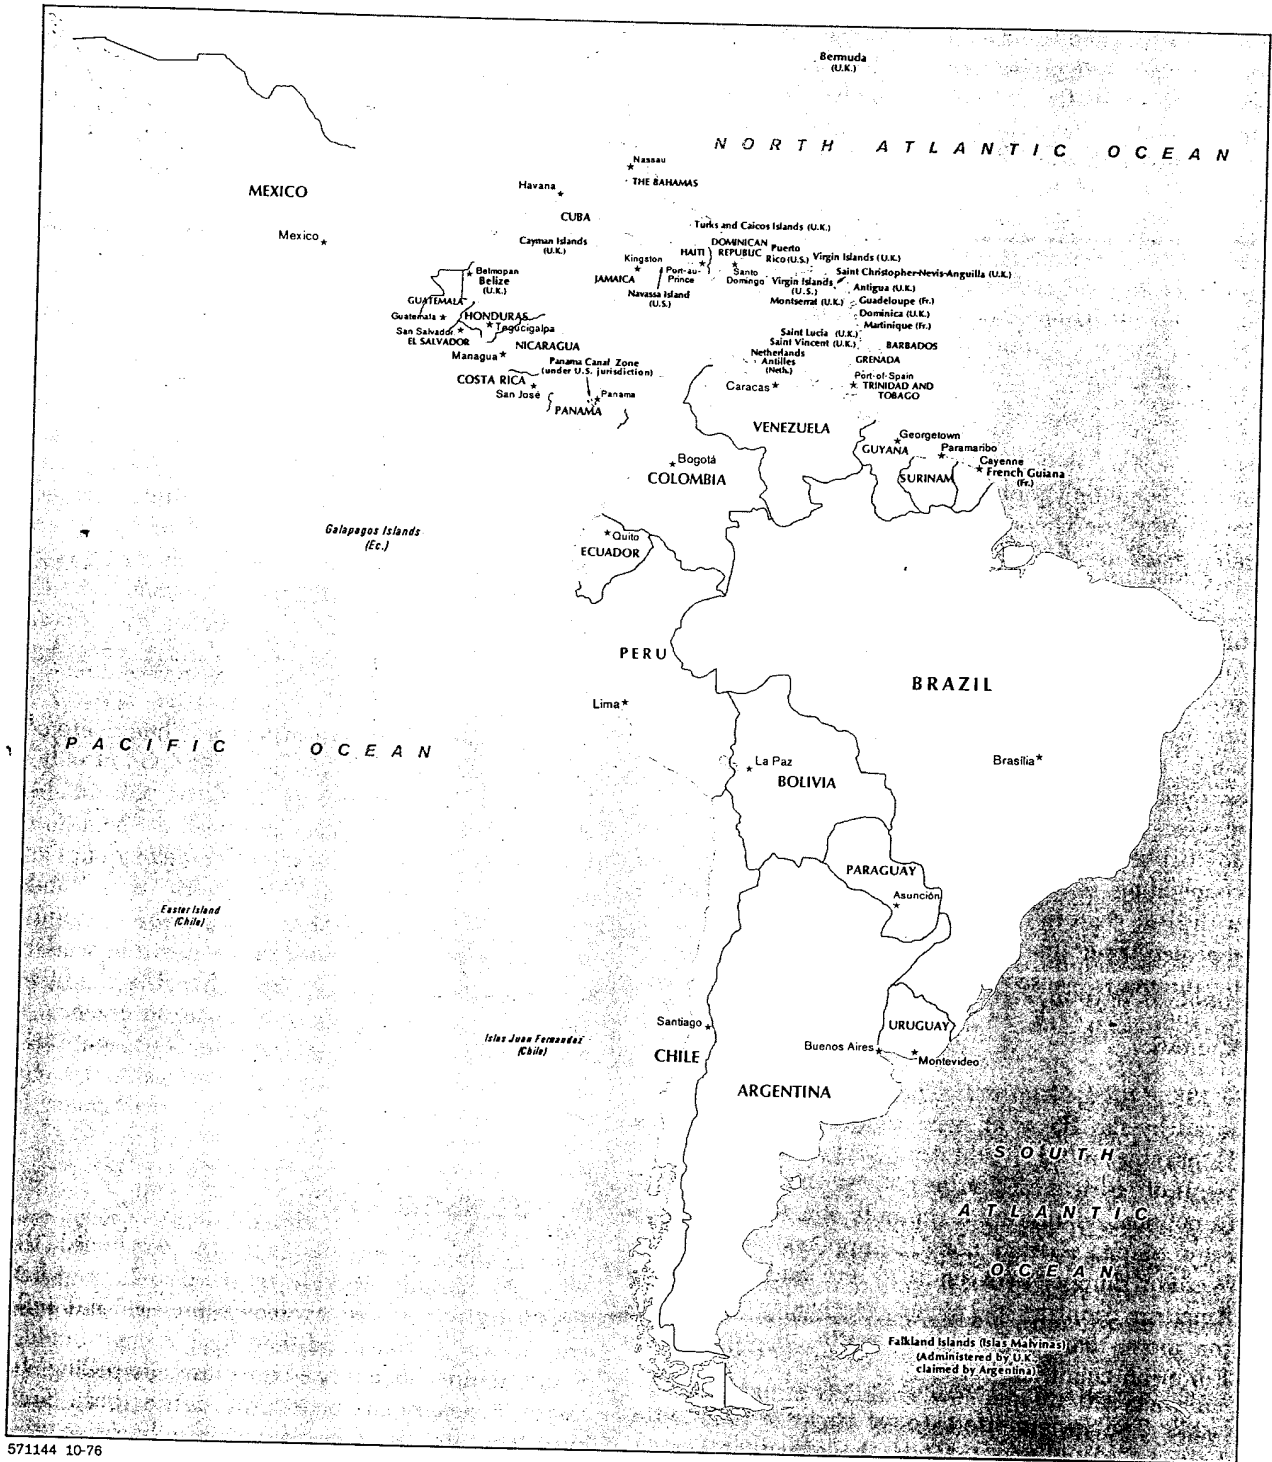 Bermuda
(U.K.)
NORTH ATLANTIC OCEAN
Nassau
THE BAHAMAS
MEXICO
Havana
CUBA
Mexico
Turks and Caicos Islands (U.K.)
Cayman Islands
(U.K.)
DOMINICAN
REPUBLIC
HAITI
Puerto
Rico (U.S.)
Virgin Islands (U.K.)
Kingston
JAMAICA
Port-au-
Prince
Santo
Domingo
Navassa Island
(U.S.)
Virgin Islands
(U.S.)
Saint Christopher-Nevis-Anguilla (U.K.)
Antigua (U.K.)
Montserrat (U.K.)
Guadeloupe (Fr.)
Dominica (U.K.)
Martinique (Fr.)
Saint Lucia (U.K.)
Saint Vincent (U.K.)
BARBADOS
Netherlands
Antilles
(Neth.)
GRENADA
Port-of-Spain
TRINIDAD AND
TOBAGO
Belmopan
Belize
(U.K.)
GUATEMALA
Guatemala
HONDURAS
Tegucigalpa
San Salvador
EL SALVADOR
NICARAGUA
Managua
Panama Canal Zone
(under U.S. jurisdiction)
COSTA RICA
San José
Panama
PANAMA
Caracas
VENEZUELA
Georgetown
GUYANA
Paramaribo
SURINAM
Cayenne
French Guiana
(Fr.)
Bogotá
COLOMBIA
Galapagos Islands
(Ec.)
Quito
ECUADOR
PERU
BRAZIL
Lima
PACIFIC OCEAN
La Paz
BOLIVIA
Brasília
PARAGUAY
Asunción
Easter Island
(Chile)
Santiago
CHILE
Islas Juan Fernandez
(Chile)
URUGUAY
Buenos Aires
Montevideo
ARGENTINA
SOUTH
ATLANTIC
OCEAN
Falkland Islands (Islas Malvinas)
(Administered by U.K.,
claimed by Argentina)
571144 10-76